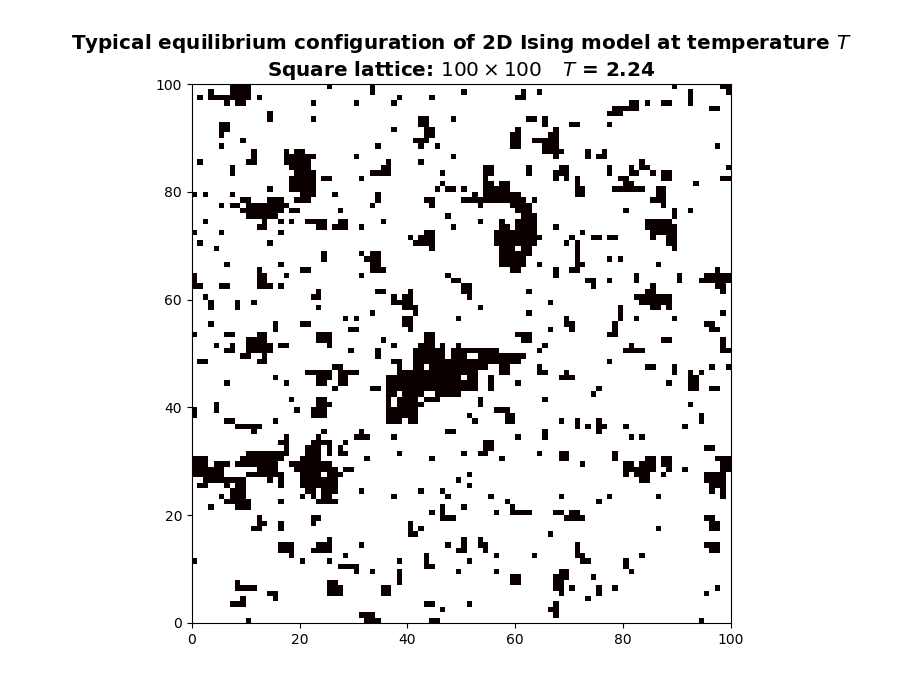 Typical equilibrium configuration of 2D Ising model at temperature T
Square lattice: 100 × 100 T = 2.24
100
80
60
40
20
0
0 20 40 60 80 100